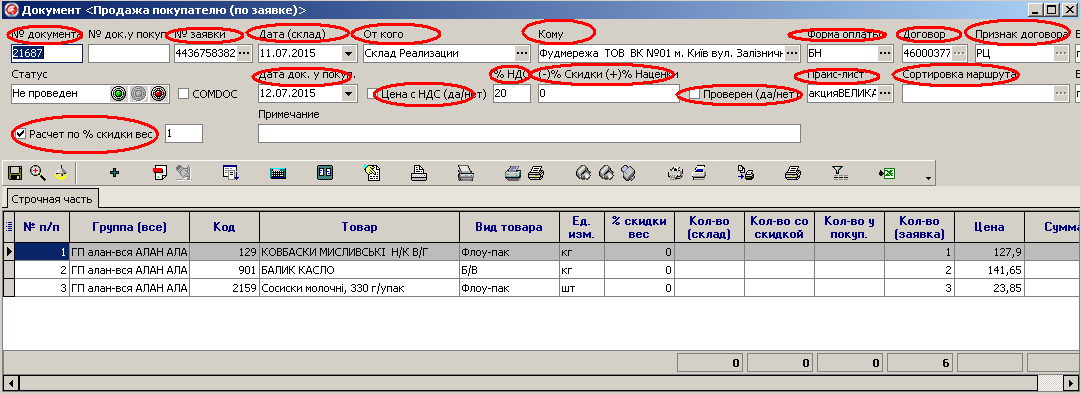 Документ <Продажа покупателю (по заявке)>
№ документа № док.у покуп № заявки Дата (склад) От кого Кому Форма оплаты Договор Признак договора
21687 4436758382 11.07.2015 Склад Реализации Фудмережа ТОВ ВК №01 м. Київ вул. Залізнич БН 46000377 РЦ
Статус Дата док. у покуп. % НДС (-)% Скидки (+)% Наценки Прайс-лист Сортировка маршрута
Не проведен COMDOC 12.07.2015 Цена с НДС (да/нет) 20 0 Проверен (да/нет) акцияВЕЛИКА
Примечание
Расчет по % скидки вес 1
Строчная часть
№ п/п Группа (все) Код Товар Вид товара Ед. изм. % скидки вес Кол-во (склад) Кол-во со скидкой Кол-во у покуп. Кол-во (заявка) Цена Сумма
1 ГП алан-вся АЛАН АЛА 129 КОВБАСКИ МИСЛИВСЬКІ Н/К В/Г Флоу-пак кг 0 1 127,9
2 ГП алан-вся АЛАН АЛА 901 БАЛИК КАСЛО Б/В кг 0 2 141,65
3 ГП алан-вся АЛАН АЛА 2159 Сосиски молочні, 330 г/упак Флоу-пак шт 0 3 23,85
0 0 0 6